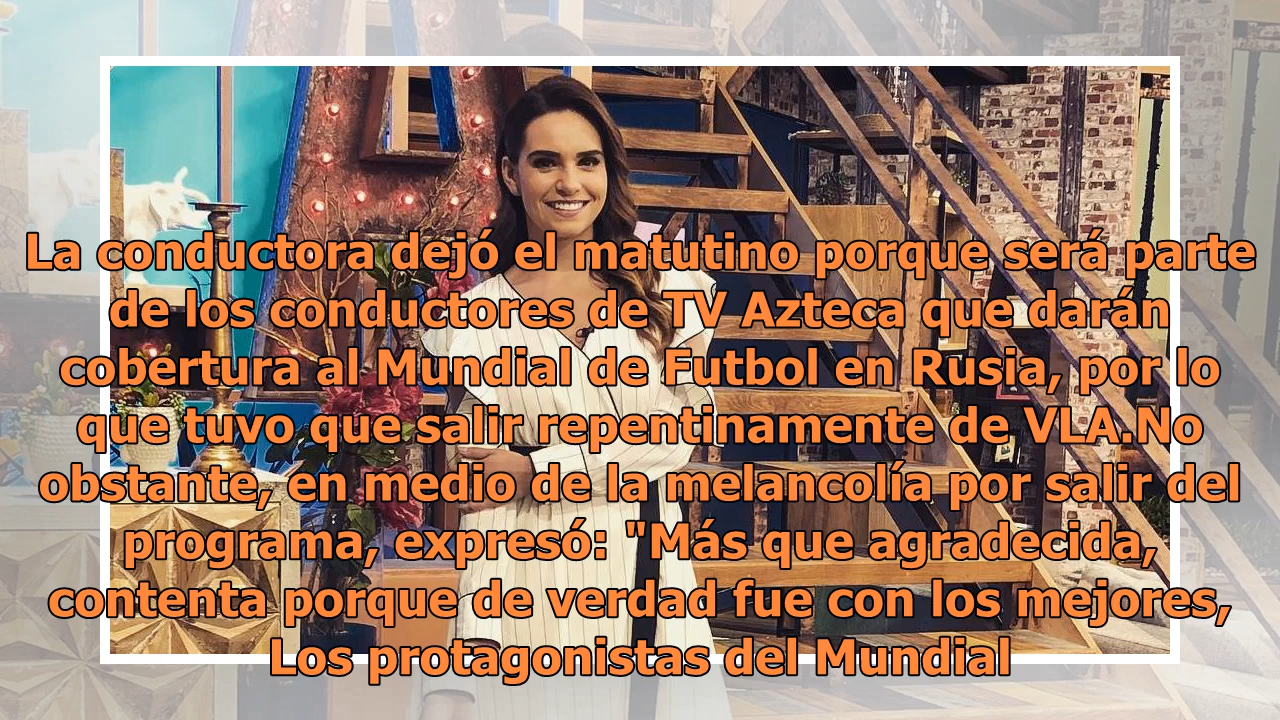 La conductora dejó el matutino porque será parte
de los conductores de TV Azteca que darán
cobertura al Mundial de Futbol en Rusia, por lo
que tuvo que salir repentinamente de VLA.No
obstante, en medio de la melancolía por salir del
programa, expresó: "Más que agradecida,
contenta porque de verdad fue con los mejores,
Los protagonistas del Mundial